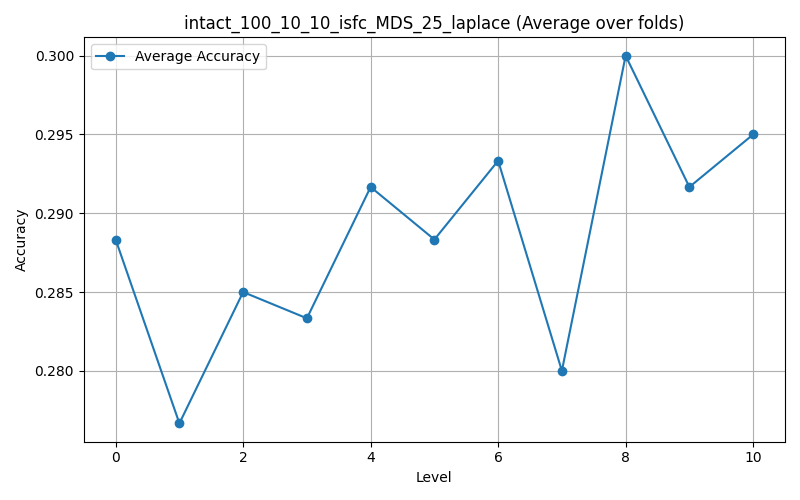 intact_100_10_10_isfc_MDS_25_laplace (Average over folds)
Average Accuracy
0.300
0.295
0.290
0.285
0.280
Accuracy
0
2
4
6
8
10
Level